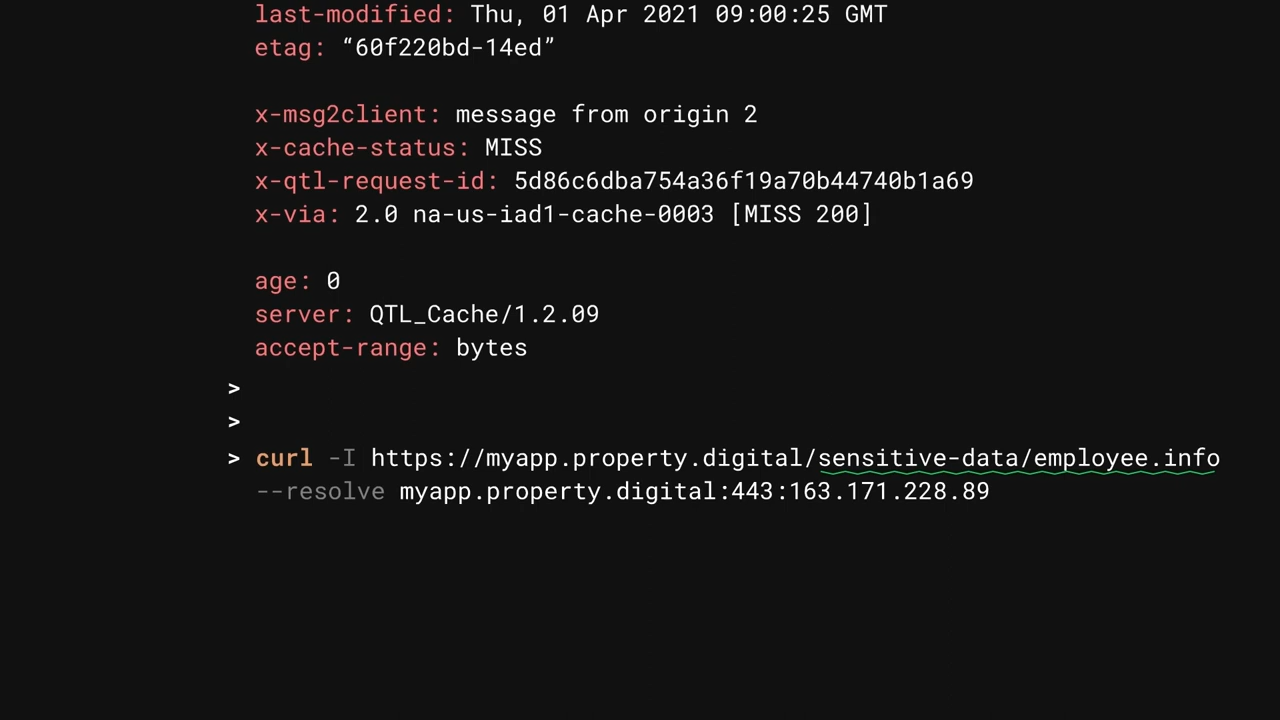 last-modified: Thu, 01 Apr 2021 09:00:25 GMT
etag: “60f220bd-14ed”
x-msg2client: message from origin 2
x-cache-status: MISS
x-qtl-request-id: 5d86c6dba754a36f19a70b44740b1a69
x-via: 2.0 na-us-iad1-cache-0003 [MISS 200]
age: 0
server: QTL_Cache/1.2.09
accept-range: bytes
>
>
> curl -I https://myapp.property.digital/sensitive-data/employee.info
--resolve myapp.property.digital:443:163.171.228.89